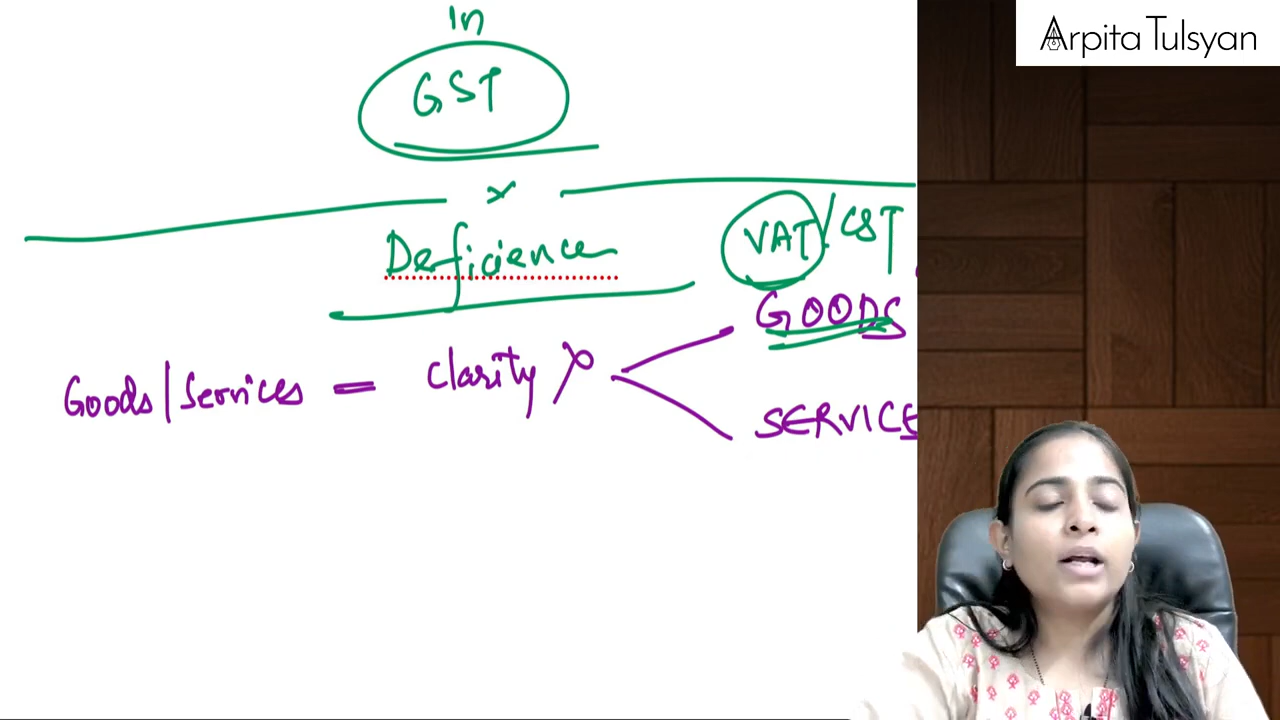 Arpita Tulsyan
In
GST
x
Deficience
VAT/CST
GOODS
Goods/Services = Clarity
SERVICE